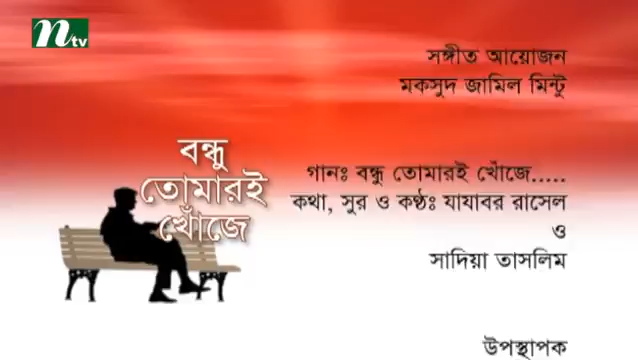 ntv
সঙ্গীত আয়োজন
মকসুদ জামিল মিন্টু
বন্ধু
তোমারই
খোঁজে
গানঃ বন্ধু তোমারই খোঁজে.....
কথা, সুর ও কণ্ঠঃ যাযাবর রাসেল
ও
সাদিয়া তাসলিম
উপস্থাপক